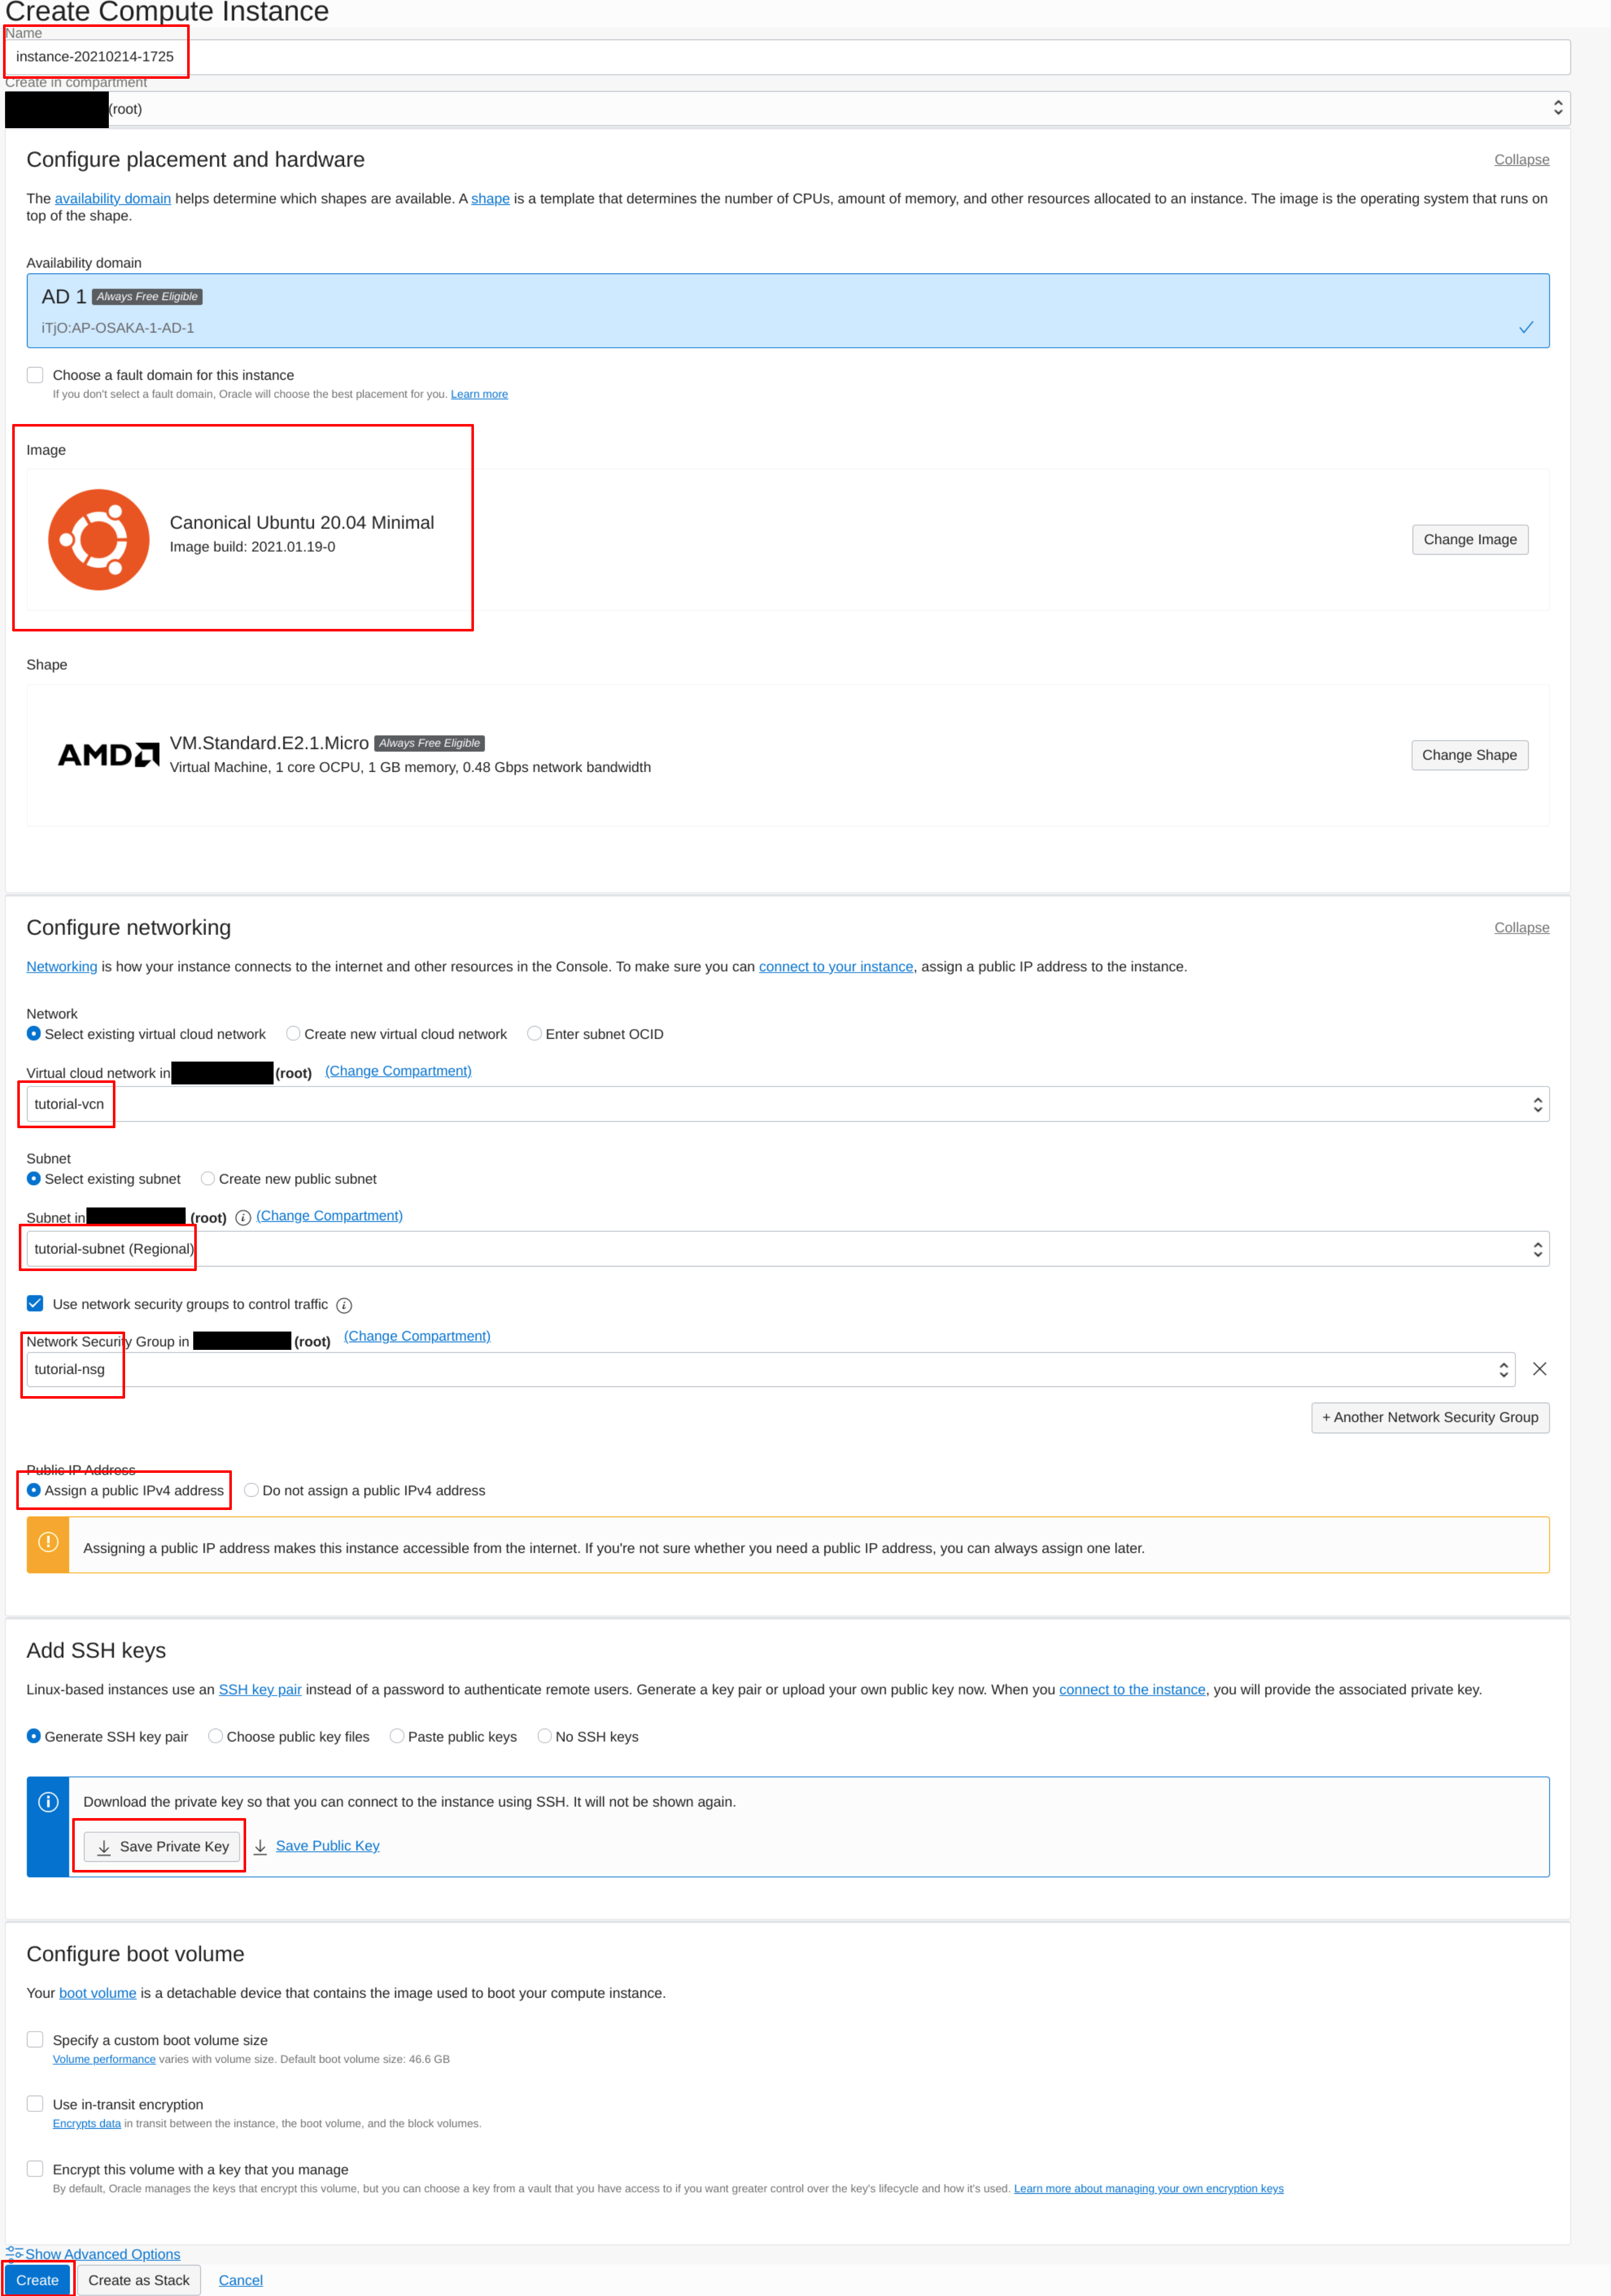 Create Compute Instance
Name
instance-20210214-1725
Create in compartment
(root)
Configure placement and hardware
Collapse
The availability domain helps determine which shapes are available. A shape is a template that determines the number of CPUs, amount of memory, and other resources allocated to an instance. The image is the operating system that runs on
top of the shape.
Availability domain
AD 1 Always Free Eligible
iTjO:AP-OSAKA-1-AD-1
Choose a fault domain for this instance
If you don't select a fault domain, Oracle will choose the best placement for you. Learn more
Image
Canonical Ubuntu 20.04 Minimal
Image build: 2021.01.19-0
Change Image
Shape
AMD
VM.Standard.E2.1.Micro Always Free Eligible
Virtual Machine, 1 core OCPU, 1 GB memory, 0.48 Gbps network bandwidth
Change Shape
Configure networking
Collapse
Networking is how your instance connects to the internet and other resources in the Console. To make sure you can connect to your instance, assign a public IP address to the instance.
Network
Select existing virtual cloud network Create new virtual cloud network Enter subnet OCID
Virtual cloud network in (root) (Change Compartment)
tutorial-vcn
Subnet
Select existing subnet Create new public subnet
Subnet in (root) (Change Compartment)
tutorial-subnet (Regional)
Use network security groups to control traffic
Network Security Group in (root) (Change Compartment)
tutorial-nsg
+ Another Network Security Group
Public IP Address
Assign a public IPv4 address Do not assign a public IPv4 address
Assigning a public IP address makes this instance accessible from the internet. If you're not sure whether you need a public IP address, you can always assign one later.
Add SSH keys
Linux-based instances use an SSH key pair instead of a password to authenticate remote users. Generate a key pair or upload your own public key now. When you connect to the instance, you will provide the associated private key.
Generate SSH key pair Choose public key files Paste public keys No SSH keys
Download the private key so that you can connect to the instance using SSH. It will not be shown again.
Save Private Key Save Public Key
Configure boot volume
Your boot volume is a detachable device that contains the image used to boot your compute instance.
Specify a custom boot volume size
Volume performance varies with volume size. Default boot volume size: 46.6 GB
Use in-transit encryption
Encrypts data in transit between the instance, the boot volume, and the block volumes.
Encrypt this volume with a key that you manage
By default, Oracle manages the keys that encrypt this volume, but you can choose a key from a vault that you have access to if you want greater control over the key's lifecycle and how it's used. Learn more about managing your own encryption keys
Show Advanced Options
Create Create as Stack Cancel